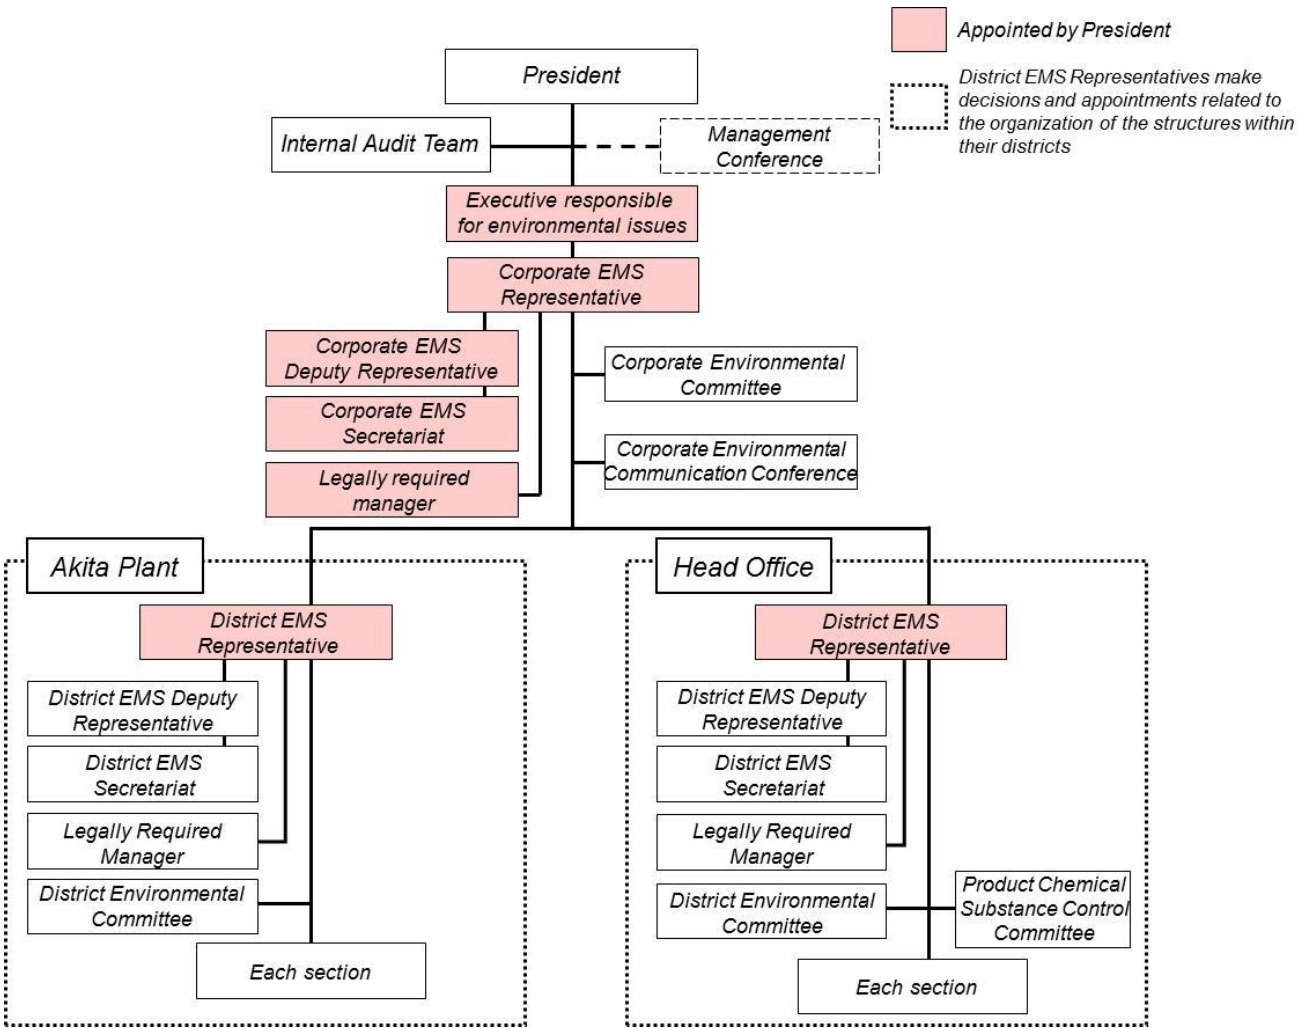 Appointed by President
District EMS Representatives make
decisions and appointments related to
the organization of the structures within
their districts
President
Internal Audit Team
Management
Conference
Executive responsible
for environmental issues
Corporate EMS
Representative
Corporate EMS
Deputy Representative
Corporate EMS
Secretariat
Legally required
manager
Corporate Environmental
Committee
Corporate Environmental
Communication Conference
Akita Plant
District EMS
Representative
District EMS Deputy
Representative
District EMS
Secretariat
Legally Required
Manager
District Environmental
Committee
Each section
Head Office
District EMS
Representative
District EMS Deputy
Representative
District EMS
Secretariat
Legally Required
Manager
District Environmental
Committee
Product Chemical
Substance Control
Committee
Each section